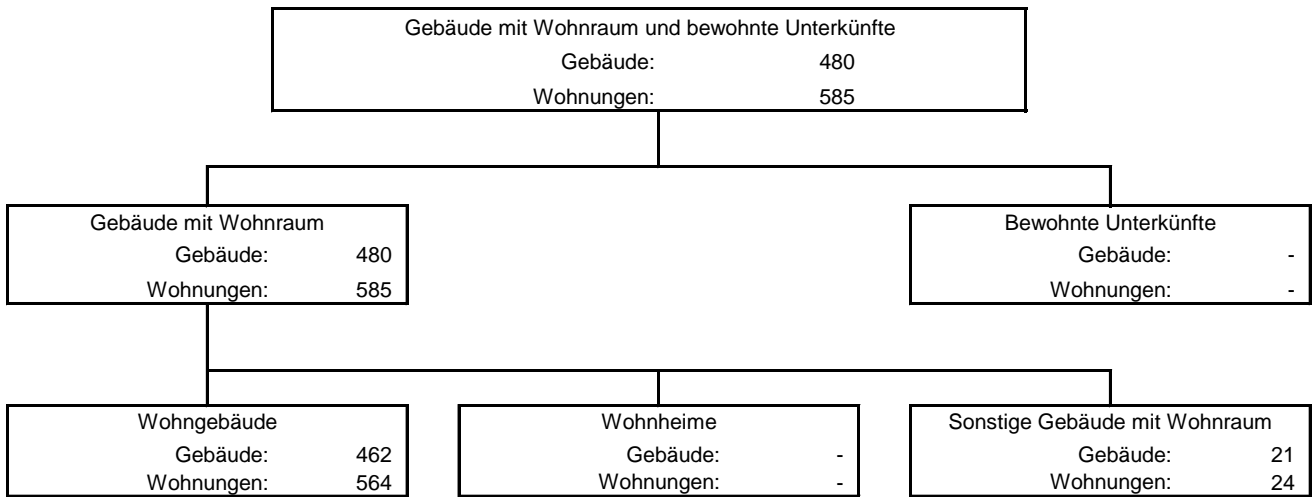 Gebäude mit Wohnraum und bewohnte Unterkünfte
Gebäude: 480
Wohnungen: 585
Gebäude mit Wohnraum
Gebäude: 480
Wohnungen: 585
Bewohnte Unterkünfte
Gebäude: -
Wohnungen: -
Wohngebäude
Gebäude: 462
Wohnungen: 564
Wohnheime
Gebäude: -
Wohnungen: -
Sonstige Gebäude mit Wohnraum
Gebäude: 21
Wohnungen: 24